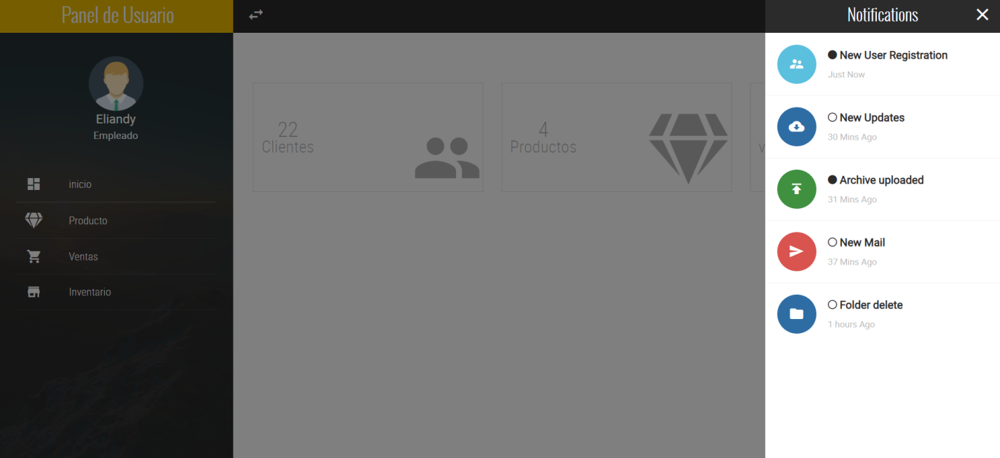 Panel de Usuario
Eliandy
Empleado
inicio
Producto
Ventas
Inventario
22
Clientes
4
Productos
Notifications
New User Registration
Just Now
New Updates
30 Mins Ago
Archive uploaded
31 Mins Ago
New Mail
37 Mins Ago
Folder delete
1 hours Ago